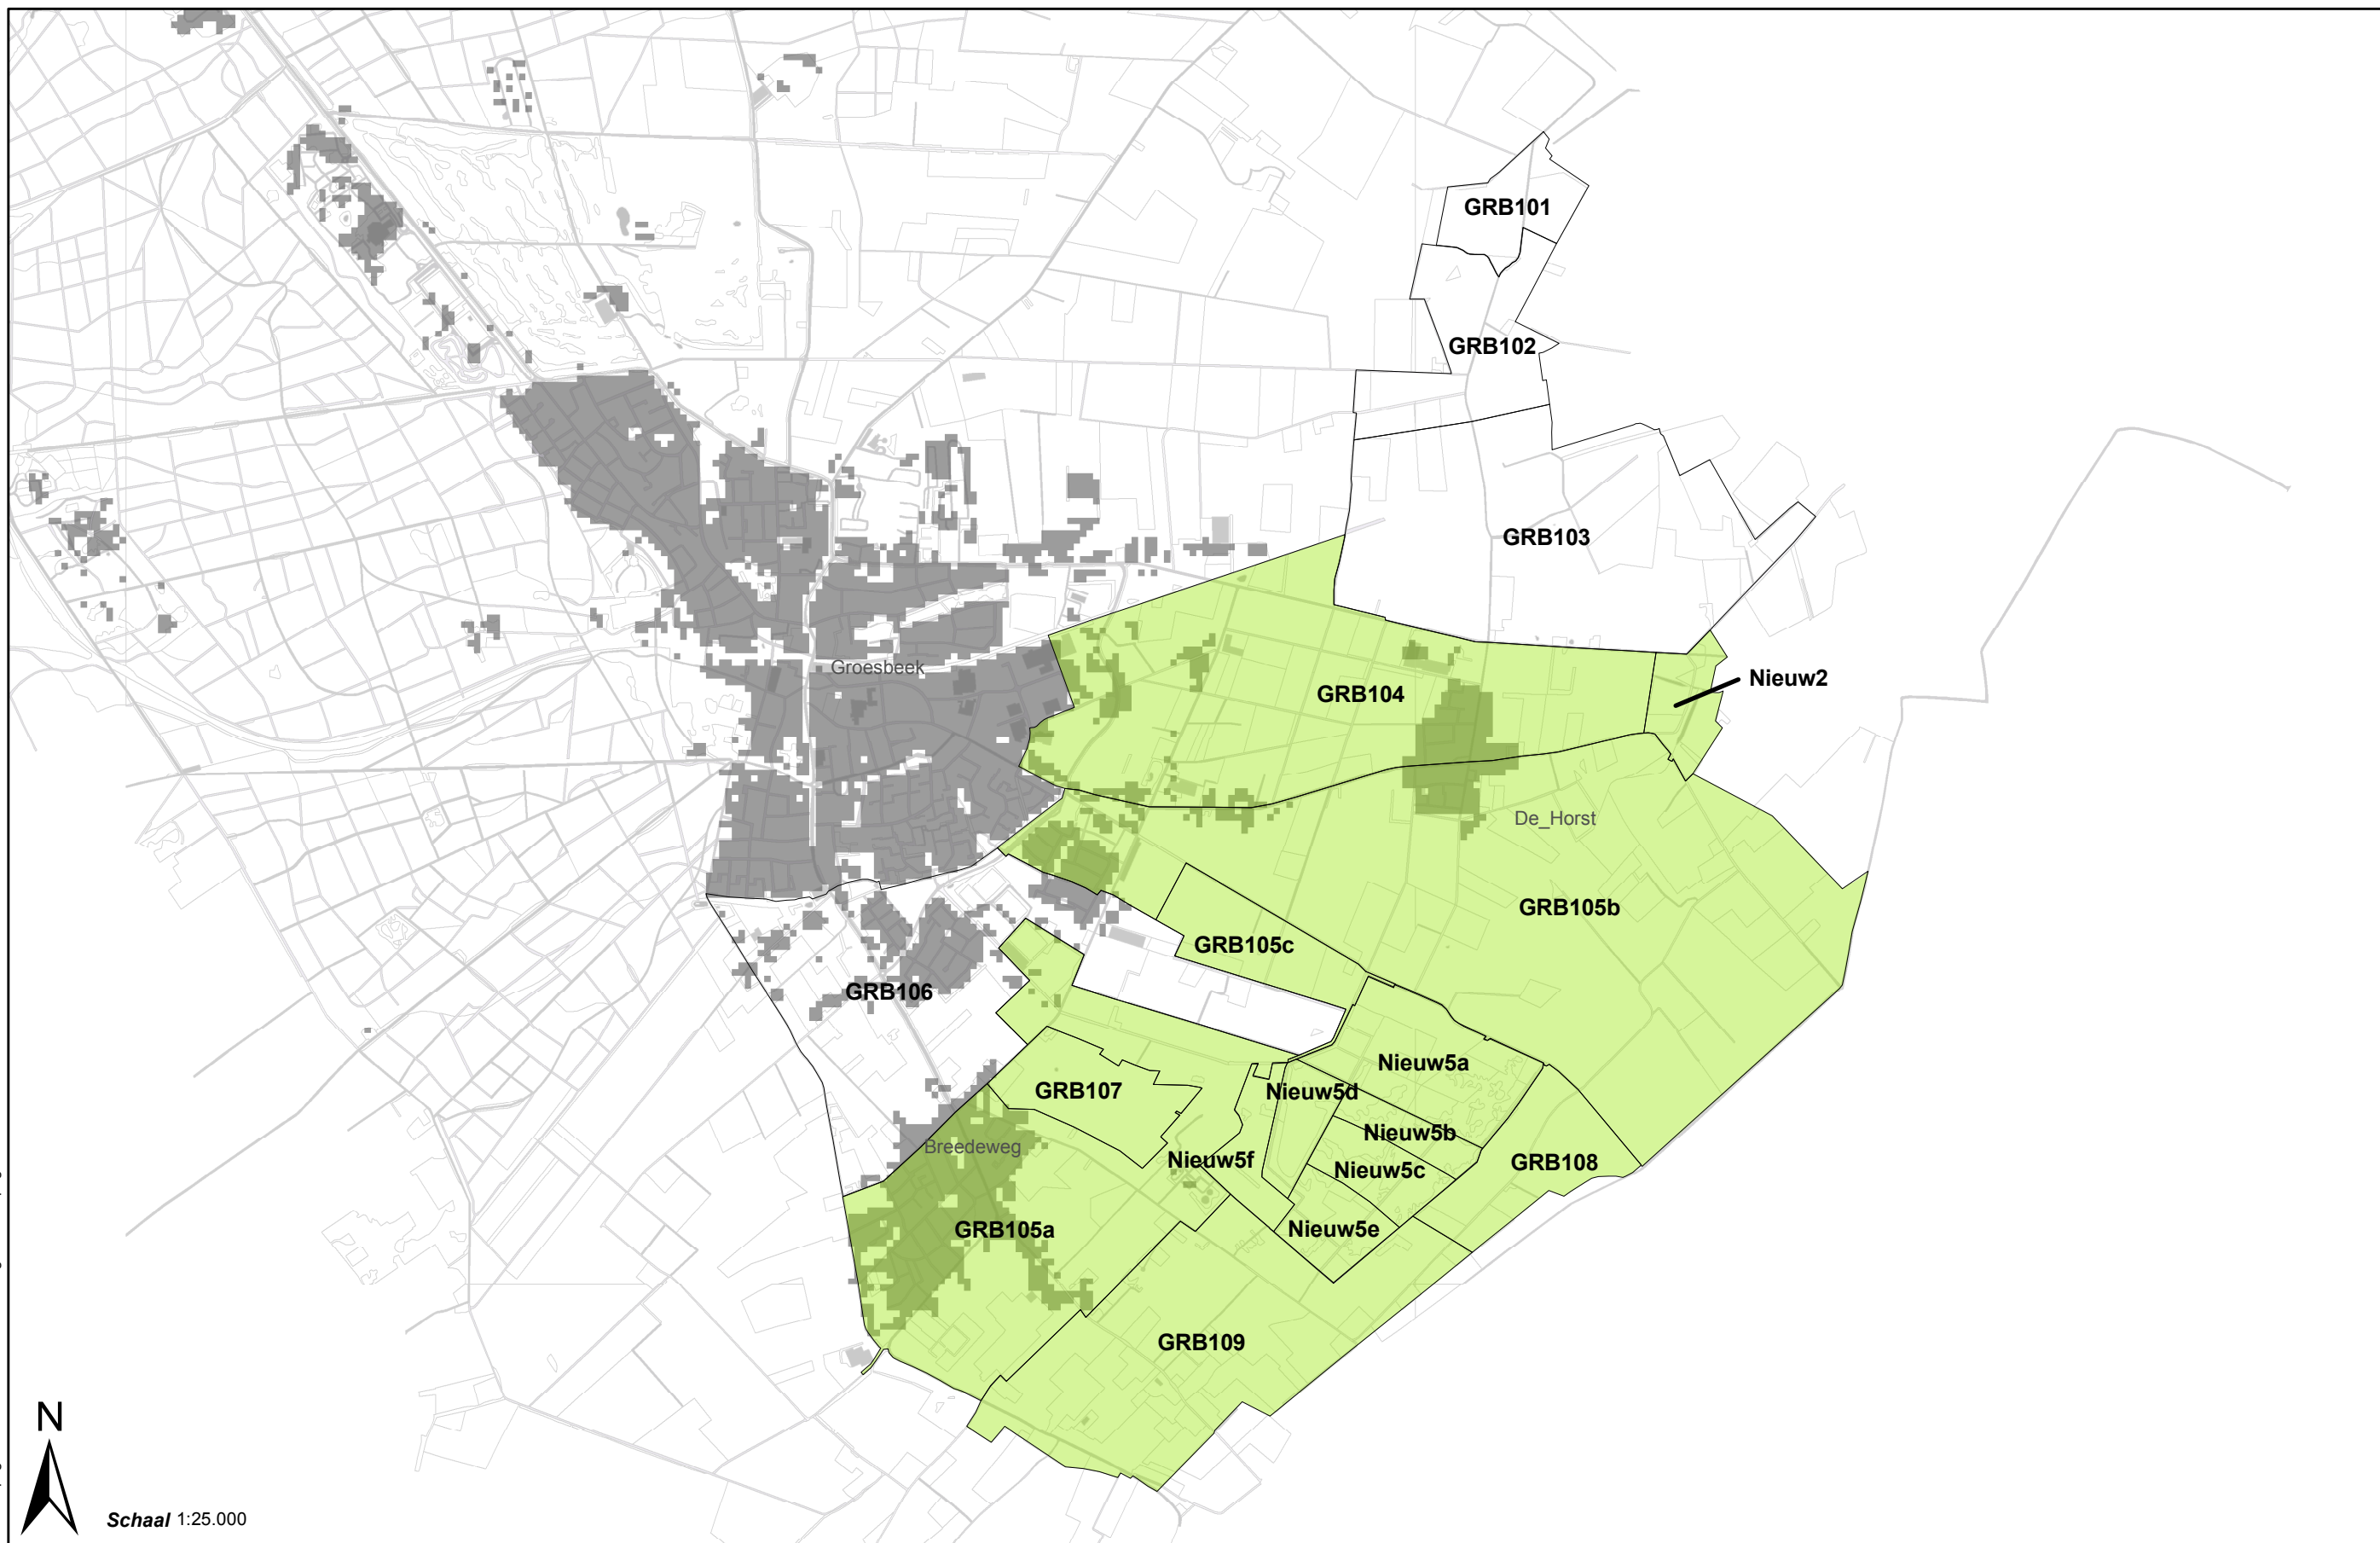 GRB101
GRB102
GRB103
Groesbeek
Nieuw2
GRB104
De_Horst
GRB105b
GRB105c
GRB106
Nieuw5a
GRB107
Nieuw5d
Nieuw5b
Breedeweg
Nieuw5f
Nieuw5c
GRB108
GRB105a
Nieuw5e
GRB109
N
Schaal 1:25.000